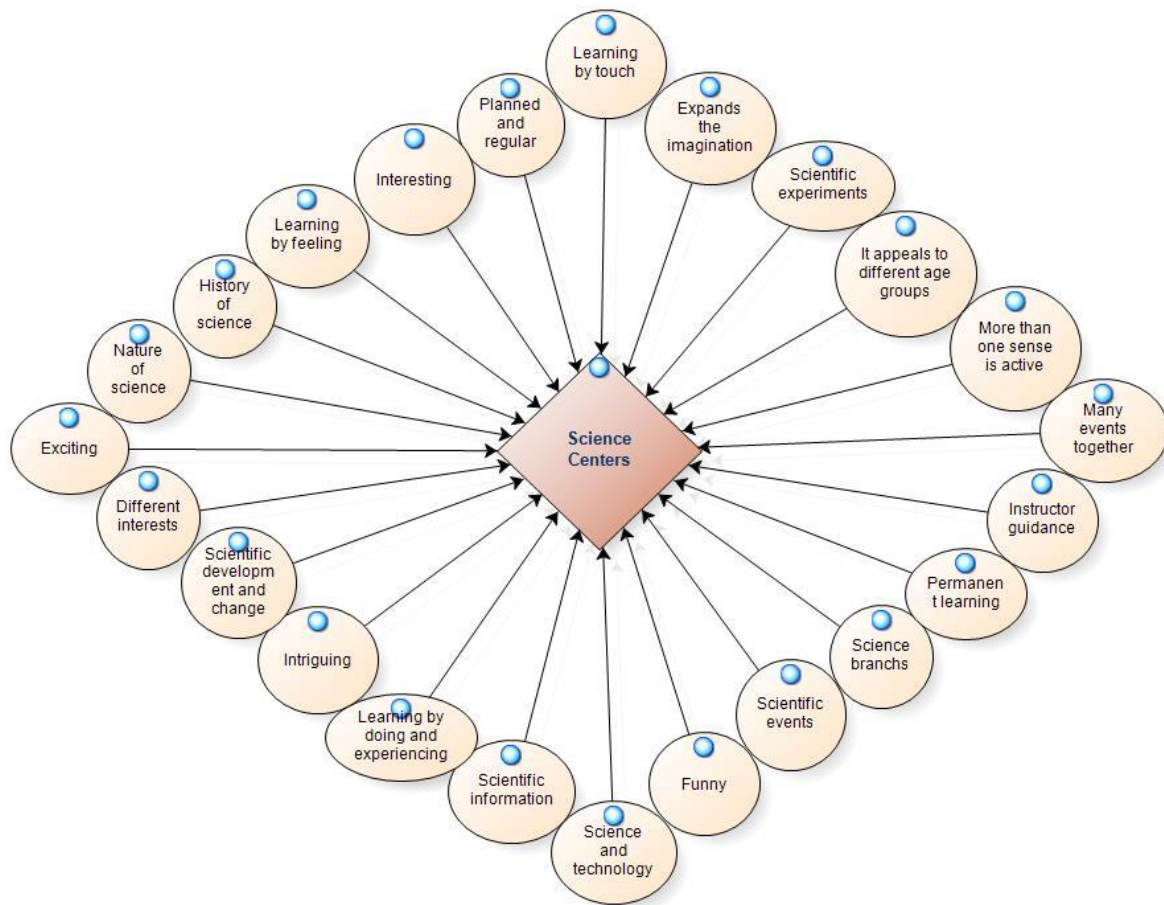 Learning
by touch
Planned
and
regular
Expands
the
imagination
Interesting
Scientific
experiments
Learning
by feeling
It appeals to
different age
groups
History
of
science
More than
one sense
is active
Nature
of
science
Many
events
together
Exciting
Science
Centers
Different
interests
Instructor
guidance
Scientific
developm
ent and
change
Permanen
t learning
Intriguing
Science
branchs
Learning by
doing and
experiencing
Scientific
events
Scientific
information
Funny
Science
and
technology